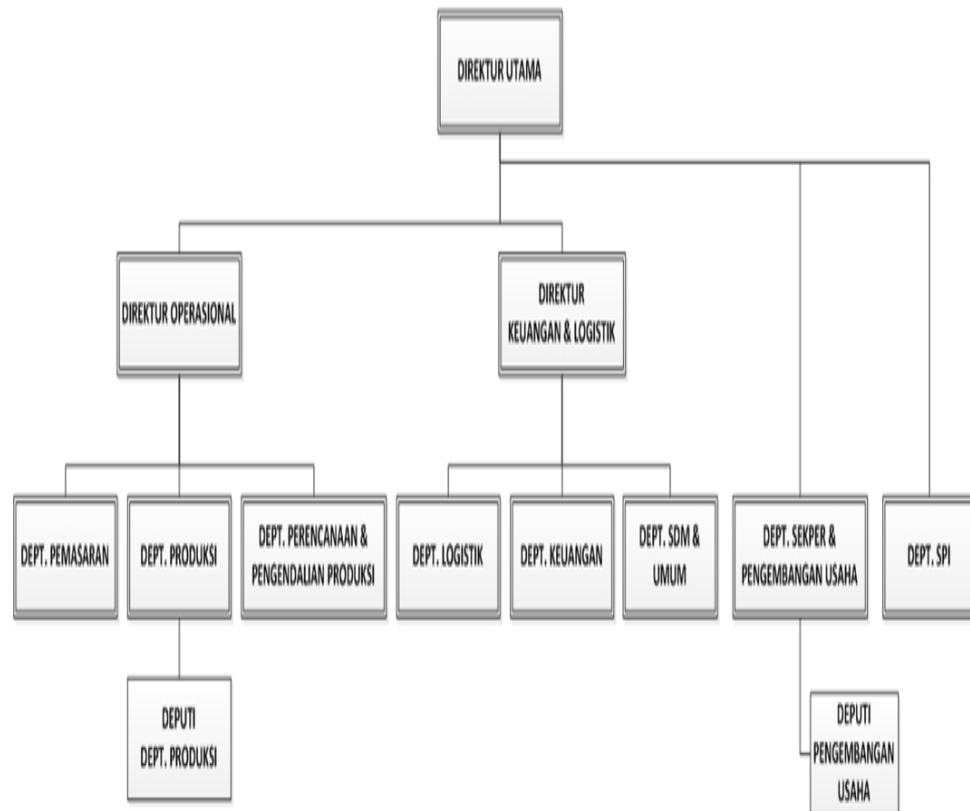 DIREKTUR UTAMA
DIREKTUR OPERASIONAL
DIREKTUR
KEUANGAN & LOGISTIK
DEPT. PEMASARAN
DEPT. PRODUKSI
DEPT. PERENCANAAN &
PENGENDALIAN PRODUKSI
DEPT. LOGISTIK
DEPT. KEUANGAN
DEPT. SDM &
UMUM
DEPT. SEKPER &
PENGEMBANGAN USAHA
DEPT. SPI
DEPUTI
DEPT. PRODUKSI
DEPUTI
PENGEMBANGAN
USAHA